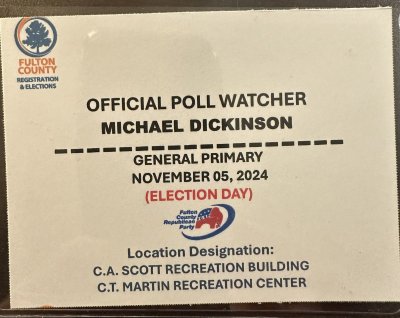 FULTON
COUNTY
REGISTRATION
& ELECTIONS
OFFICIAL POLL WATCHER
MICHAEL DICKINSON
GENERAL PRIMARY
NOVEMBER 05, 2024
(ELECTION DAY)
Fulton
County
Republican
Party
Location Designation:
C.A. SCOTT RECREATION BUILDING
C.T. MARTIN RECREATION CENTER